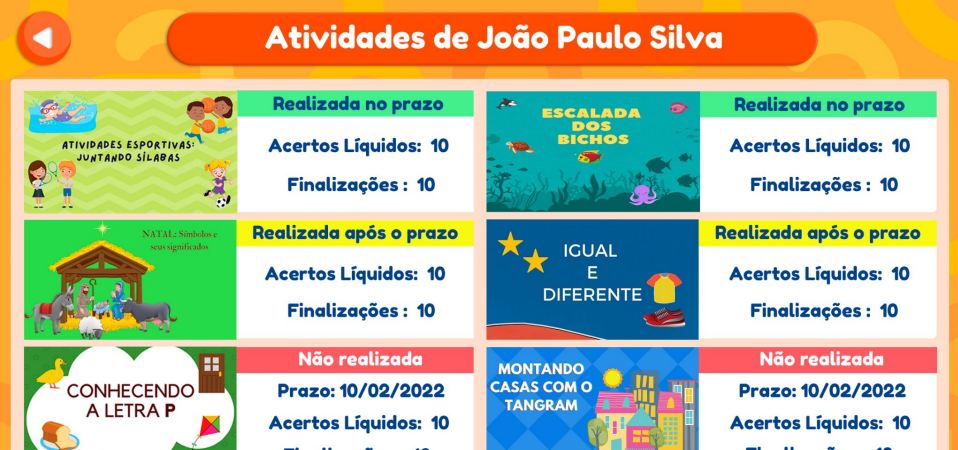 Atividades de João Paulo Silva
ATIVIDADES ESPORTIVAS:
JUNTANDO SÍLABAS
Realizada no prazo
Acertos Líquidos: 10
Finalizações : 10
ESCALADA
DOS
BICHOS
Realizada no prazo
Acertos Líquidos: 10
Finalizações : 10
NATAL: Símbolos e
seus significados
Realizada após o prazo
Acertos Líquidos: 10
Finalizações : 10
IGUAL
E
DIFERENTE
Realizada após o prazo
Acertos Líquidos: 10
Finalizações : 10
CONHECENDO
A LETRA P
Não realizada
Prazo: 10/02/2022
Acertos Líquidos: 10
MONTANDO
CASAS COM O
TANGRAM
Não realizada
Prazo: 10/02/2022
Acertos Líquidos: 10